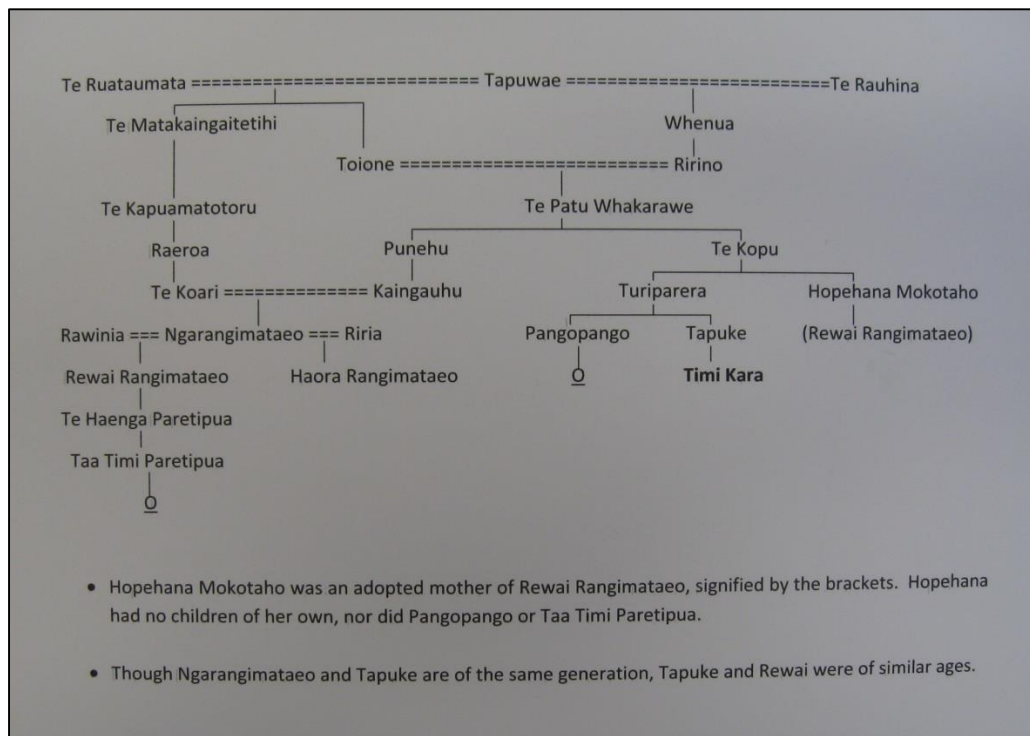 Te Ruataumata ============================ Tapuwae ==========================Te Rauhina
Te Matakaingaitetihi Whenua
Toione ========================== Ririno
Te Kapuamatotoru Te Patu Whakarawe
Raeroa Punehu Te Kopu
Te Koari ============== Kaingauhu Turiparera Hopehana Mokotaho
Rawinia === Ngarangimataeo === Riria Pangopango Tapuke (Rewai Rangimataeo)
Rewai Rangimataeo Haora Rangimataeo O Timi Kara
Te Haenga Paretipua
Taa Timi Paretipua
O
• Hopehana Mokotaho was an adopted mother of Rewai Rangimataeo, signified by the brackets. Hopehana
had no children of her own, nor did Pangopango or Taa Timi Paretipua.
• Though Ngarangimataeo and Tapuke are of the same generation, Tapuke and Rewai were of similar ages.